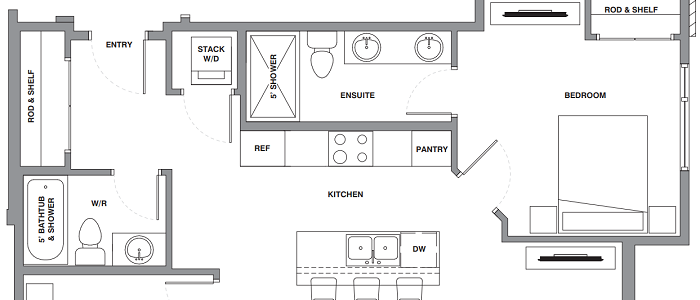 ROD & SHELF
ENTRY
STACK
W/D
5' SHOWER
ROD & SHELF
ENSUITE
BEDROOM
REF
PANTRY
KITCHEN
5' BATHTUB
& SHOWER
W/R
DW